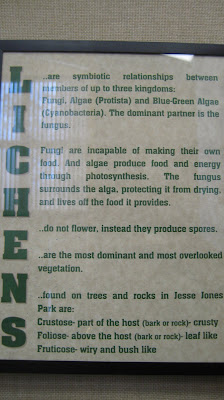 LICHENS
..are symbiotic relationships between
members of up to three kingdoms:
Fungi, Algae (Protista) and Blue-Green Algae
(Cyanobacteria). The dominant partner is the
fungus.
Fungi are incapable of making their own
food. And algae produce food and energy
through photosynthesis. The fungus
surrounds the alga, protecting it from drying.
and lives off the food it provides.
..do not flower, instead they produce spores.
..are the most dominant and most overlooked
vegetation.
..found on trees and rocks in Jesse Jones
Park are:
Crustose- part of the host (bark or rock)- crusty
Foliose- above the host (bark or rock)- leaf like
Fruticose- wiry and bush like